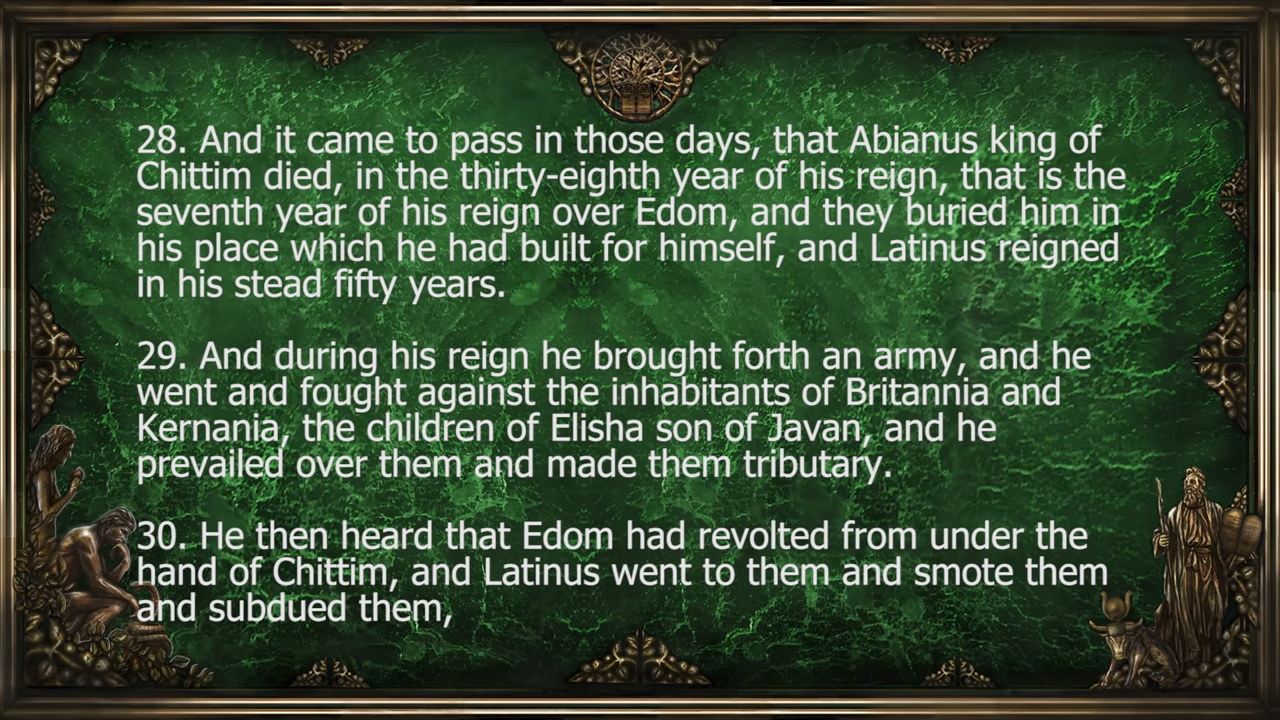 28. And it came to pass in those days, that Abianus king of
Chittim died, in the thirty-eighth year of his reign, that is the
seventh year of his reign over Edom, and they buried him in
his place which he had built for himself, and Latinus reigned
in his stead fifty years.
29. And during his reign he brought forth an army, and he
went and fought against the inhabitants of Britannia and
Kernania, the children of Elisha son of Javan, and he
prevailed over them and made them tributary.
30. He then heard that Edom had revolted from under the
hand of Chittim, and Latinus went to them and smote them
and subdued them,